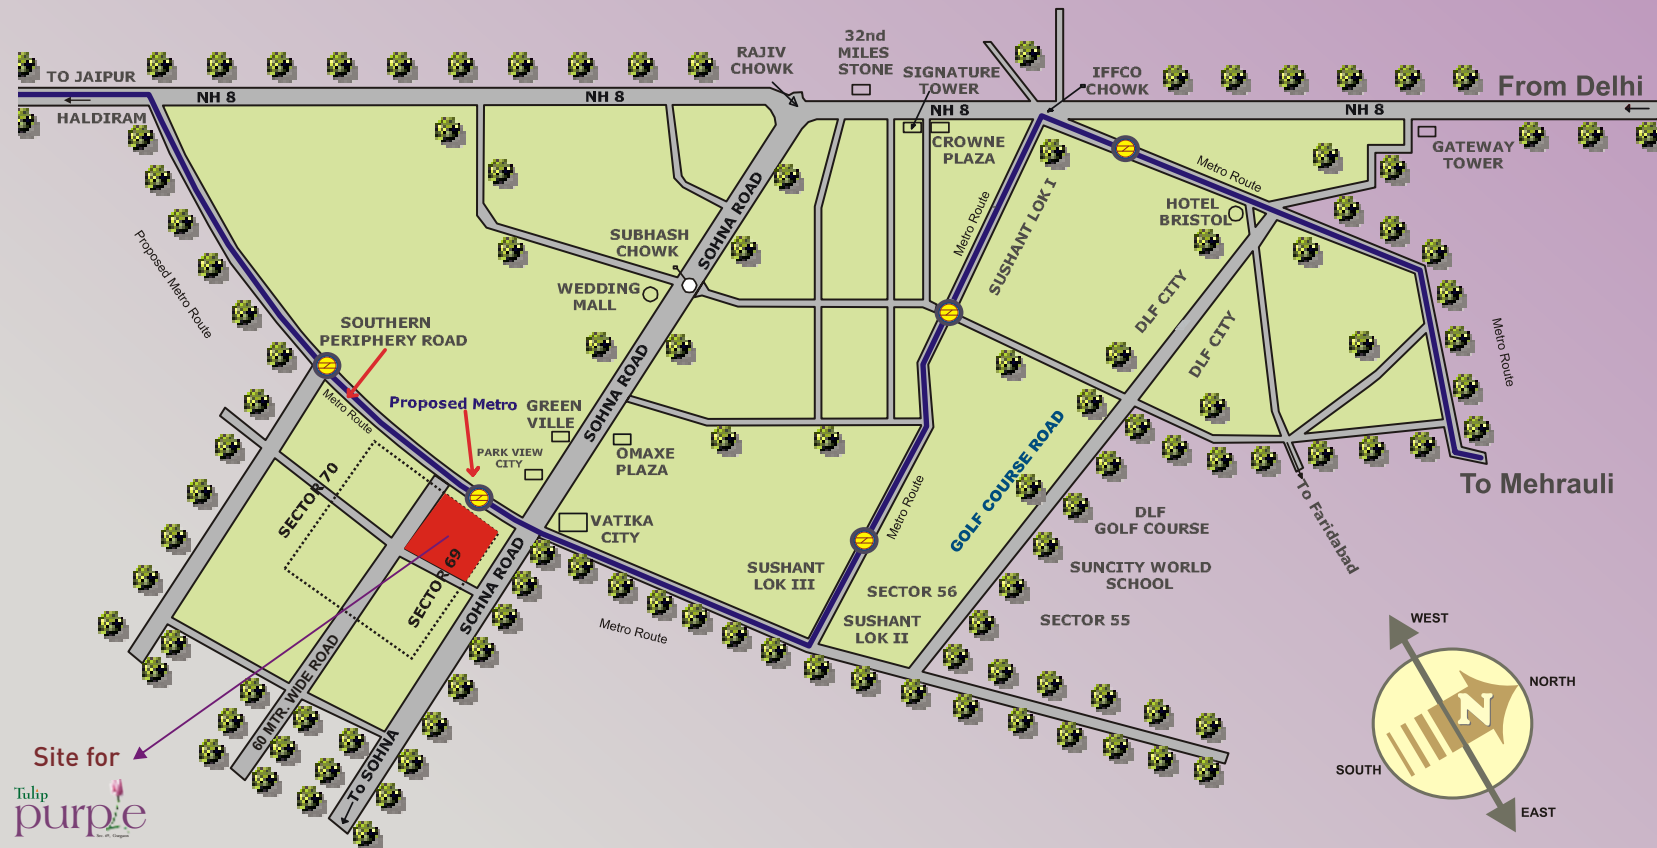 TO JAIPUR
HALDIRAM
NH 8
NH 8
RAJIV
CHOWK
32nd
MILES
STONE
SIGNATURE
TOWER
NH 8
CROWNE
PLAZA
IFFCO
CHOWK
NH 8
From Delhi
GATEWAY
TOWER
Metro Route
HOTEL
BRISTOL
Metro Route
SUSHANT LOK I
SOHNA ROAD
SUBHASH
CHOWK
WEDDING
MALL
Proposed Metro Route
SOUTHERN
PERIPHERY ROAD
DLF CITY
DLF CITY
Metro Route
Metro Route
Proposed Metro
GREEN
VILLE
SOHNA ROAD
PARK VIEW
CITY
OMAXE
PLAZA
GOLF COURSE ROAD
To Mehrauli
To Faridabad
SECTOR 70
VATIKA
CITY
Metro Route
DLF
GOLF COURSE
SECTOR 69
SOHNA ROAD
SUSHANT
LOK III
SECTOR 56
SUNCITY WORLD
SCHOOL
SUSHANT
LOK II
SECTOR 55
Metro Route
60 MTR. WIDE ROAD
To SOHNA
Site for
Tulip
purple
WEST
NORTH
N
SOUTH
EAST